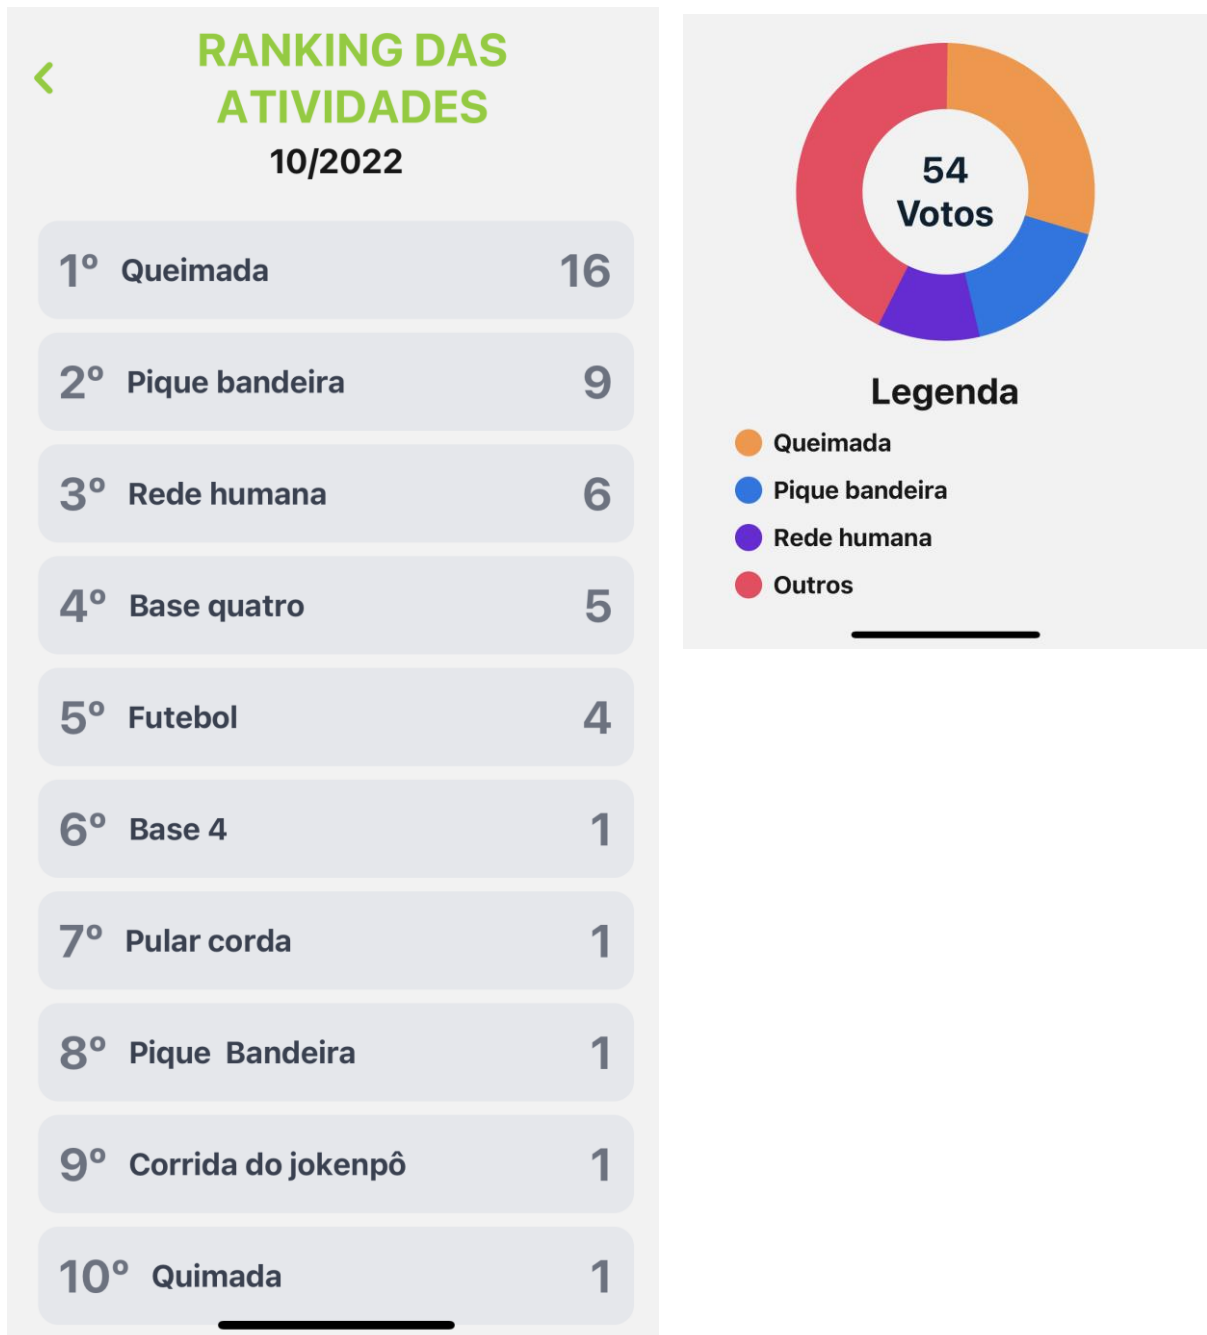 RANKING DAS
ATIVIDADES
10/2022
1º Queimada 16
2º Pique bandeira 9
3º Rede humana 6
4º Base quatro 5
5º Futebol 4
6º Base 4 1
7º Pular corda 1
8º Pique  Bandeira 1
9º Corrida do jokenpô 1
10º Quimada 1
54
Votos
Legenda
Queimada
Pique bandeira
Rede humana
Outros